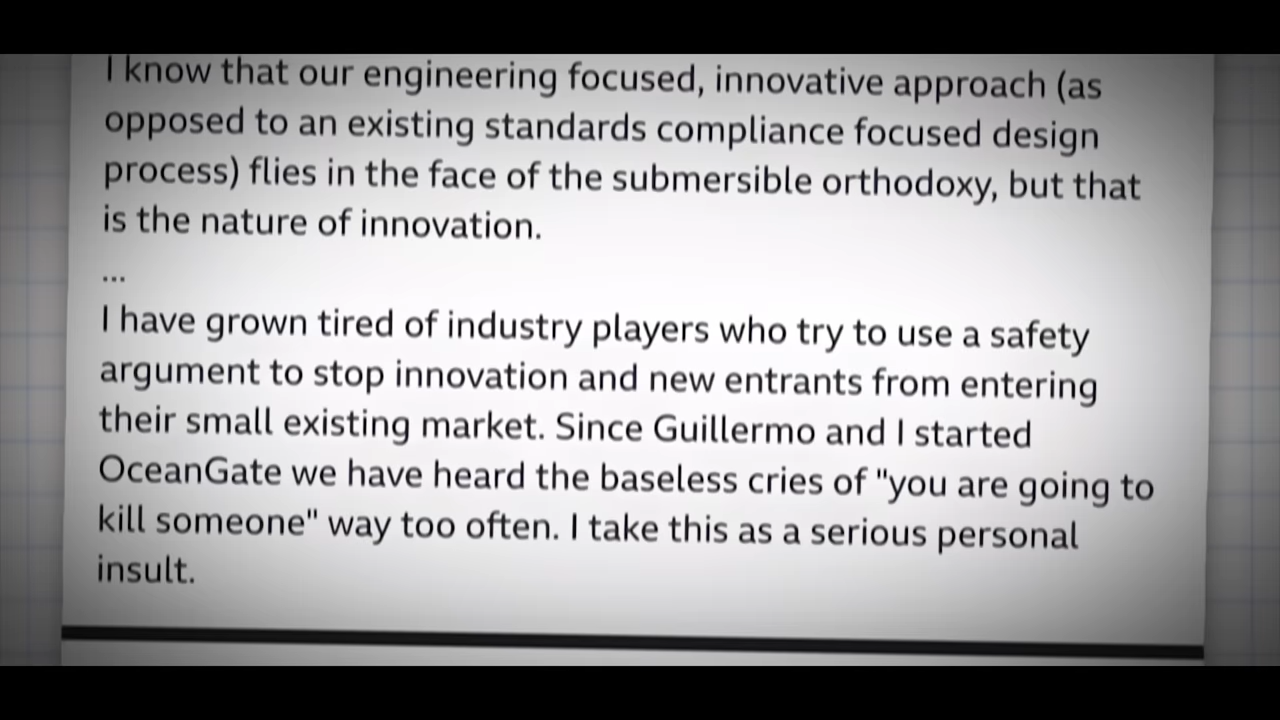 I know that our engineering focused, innovative approach (as
opposed to an existing standards compliance focused design
process) flies in the face of the submersible orthodoxy, but that
is the nature of innovation.
...
I have grown tired of industry players who try to use a safety
argument to stop innovation and new entrants from entering
their small existing market. Since Guillermo and I started
OceanGate we have heard the baseless cries of "you are going to
kill someone" way too often. I take this as a serious personal
insult.